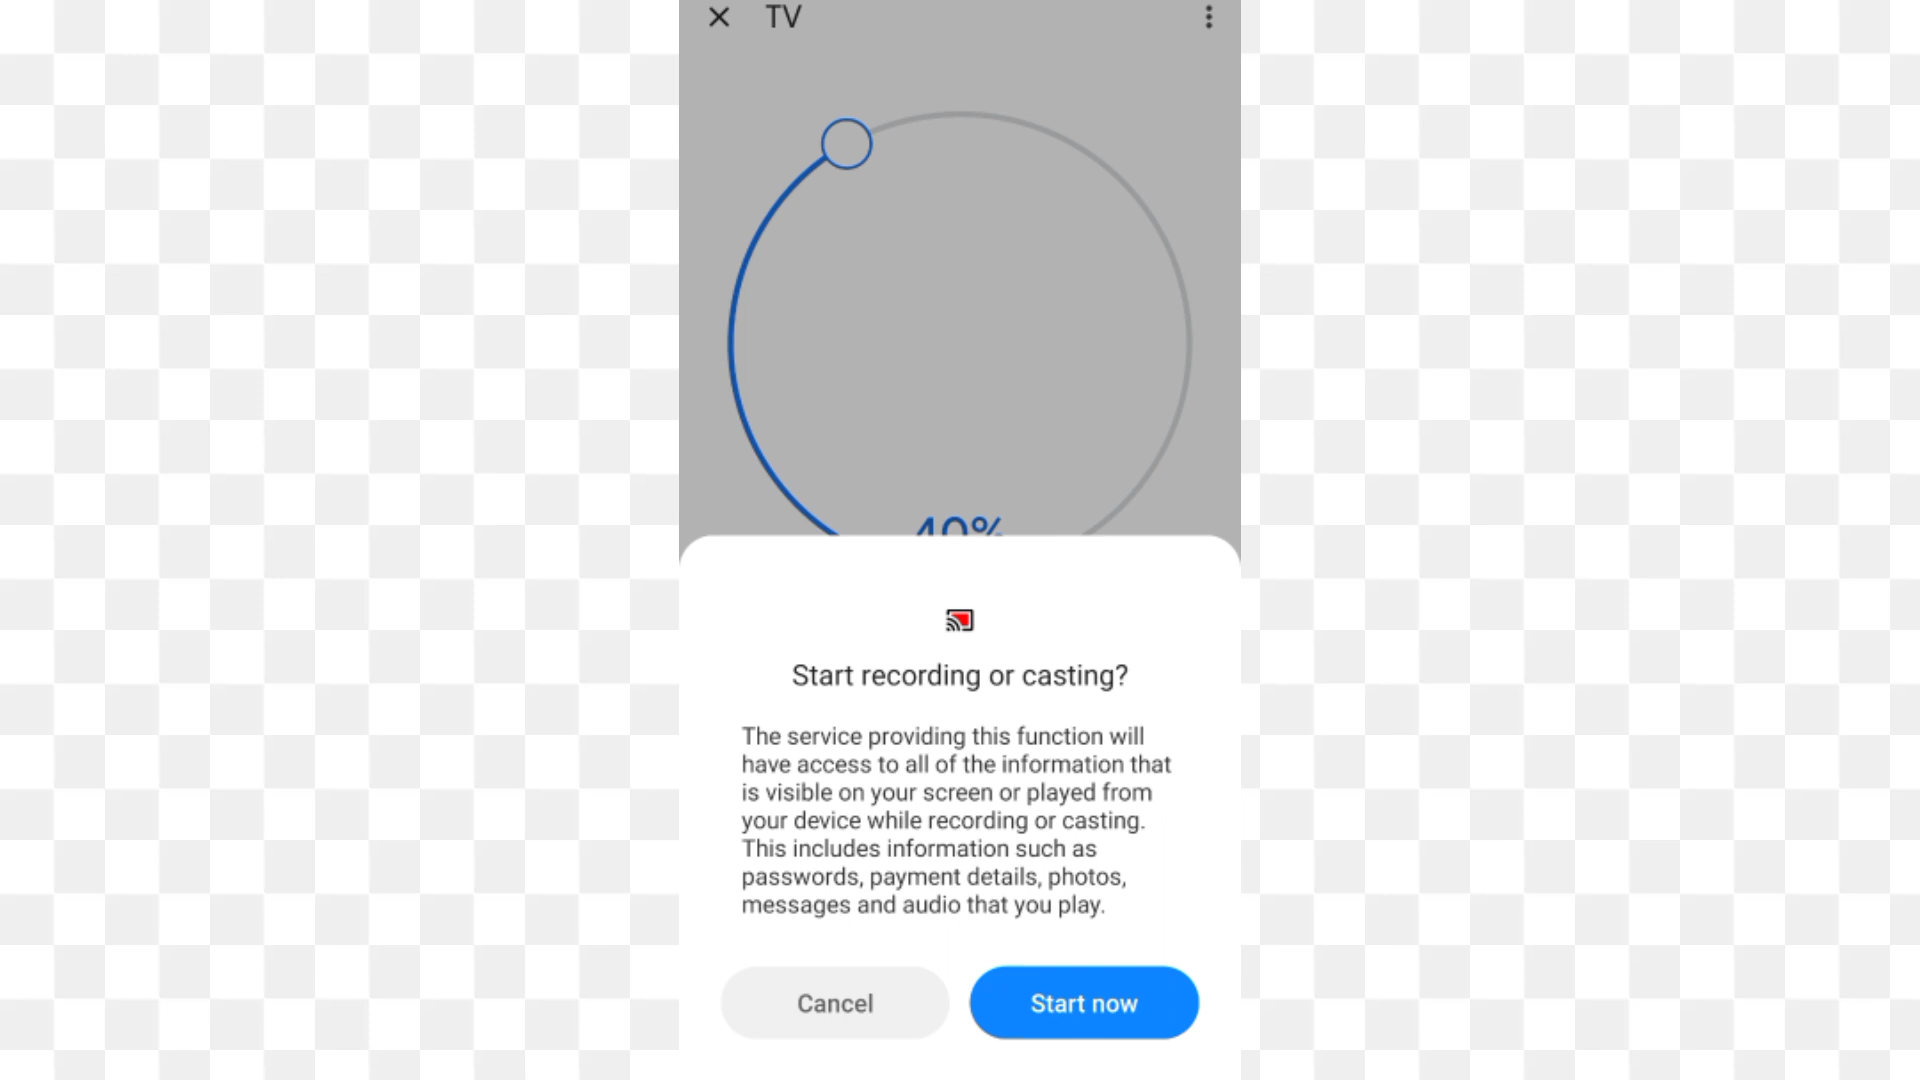 TV
40%
Start recording or casting?
The service providing this function will
have access to all of the information that
is visible on your screen or played from
your device while recording or casting.
This includes information such as
passwords, payment details, photos,
messages and audio that you play.
Cancel
Start now